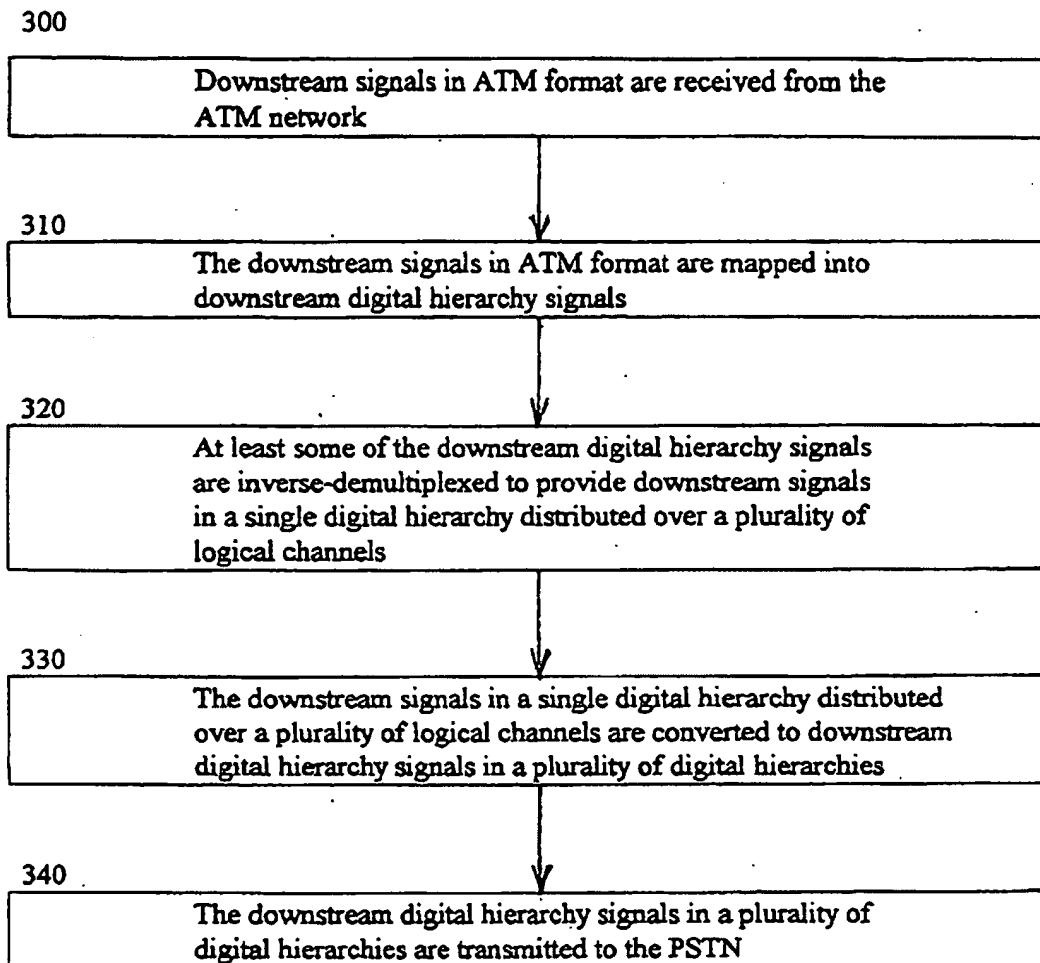 300
Downstream signals in ATM format are received from the
ATM network
310
The downstream signals in ATM format are mapped into
downstream digital hierarchy signals
320
At least some of the downstream digital hierarchy signals
are inverse-demultiplexed to provide downstream signals
in a single digital hierarchy distributed over a plurality of
logical channels
330
The downstream signals in a single digital hierarchy distributed
over a plurality of logical channels are converted to downstream
digital hierarchy signals in a plurality of digital hierarchies
340
The downstream digital hierarchy signals in a plurality of
digital hierarchies are transmitted to the PSTN